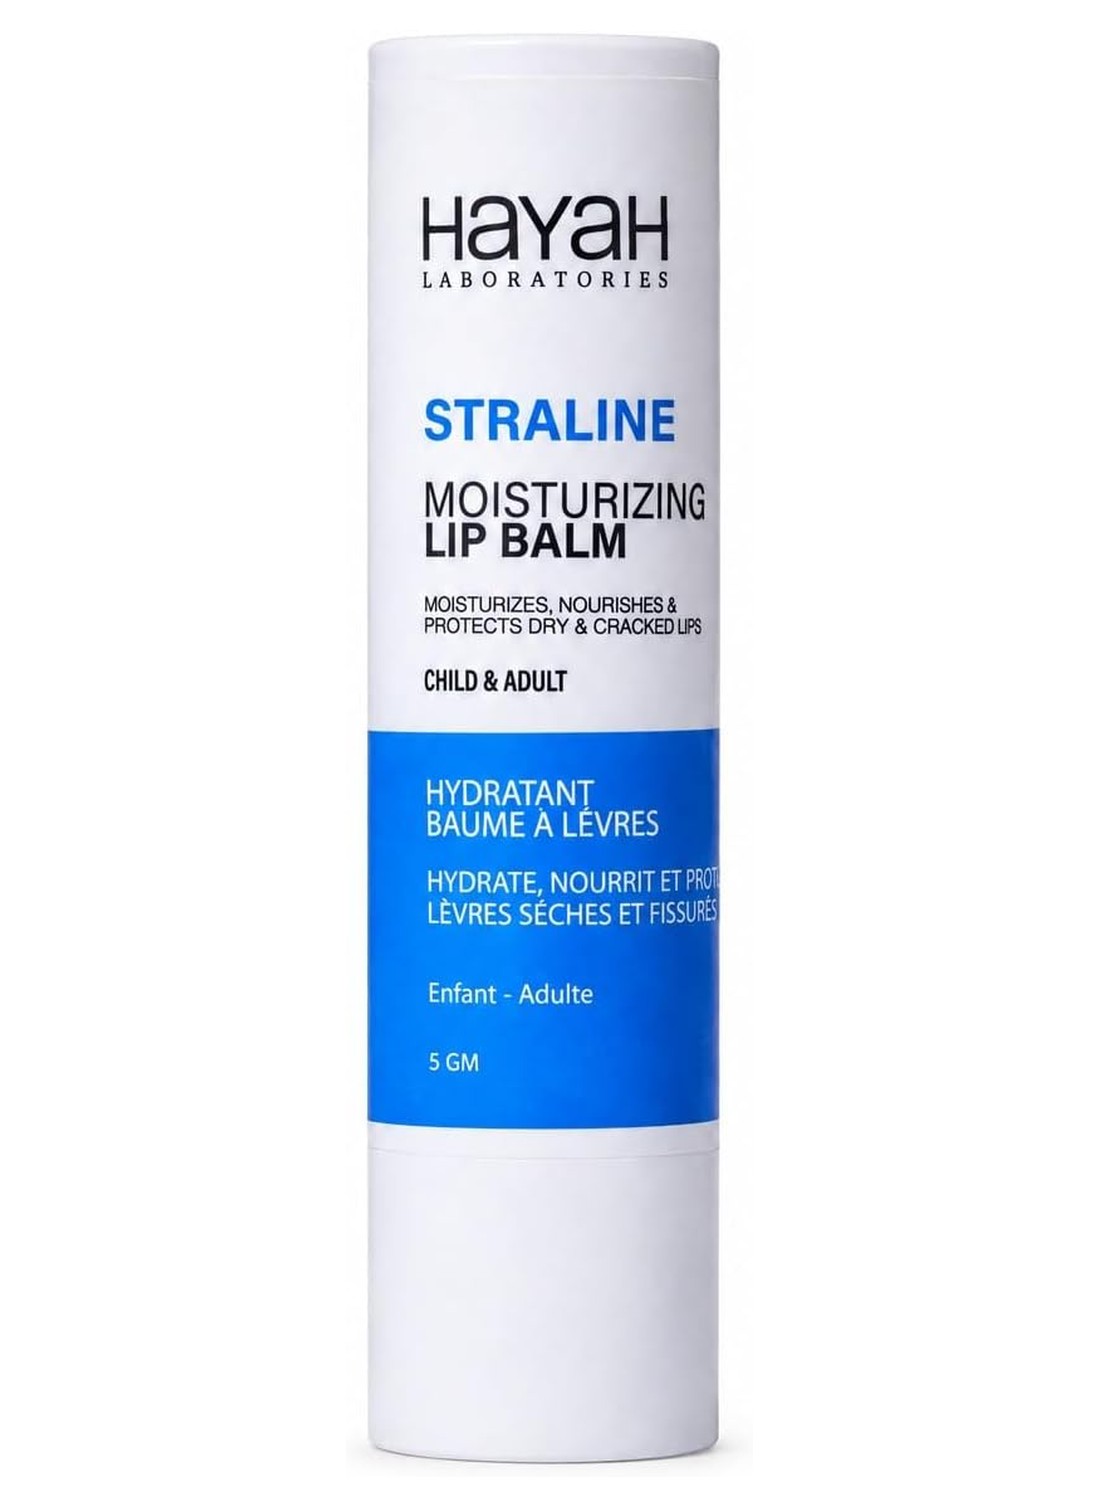 HAYAH
LABORATORIES
STRALINE
MOISTURIZING
LIP BALM
MOISTURIZES, NOURISHES &
PROTECTS DRY & CRACKED LIPS
CHILD & ADULT
HYDRATANT
BAUME À LÉVRES
HYDRATE, NOURRIT ET
LÈVRES SÉCHES ET FISSURÉS
Enfant - Adulte
5 GM